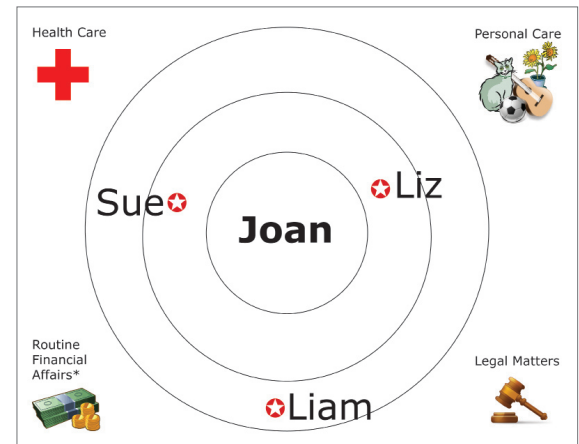 Health Care
Personal Care
Liz
Sue
Joan
Routine
Financial
Affairs*
Legal Matters
Liam